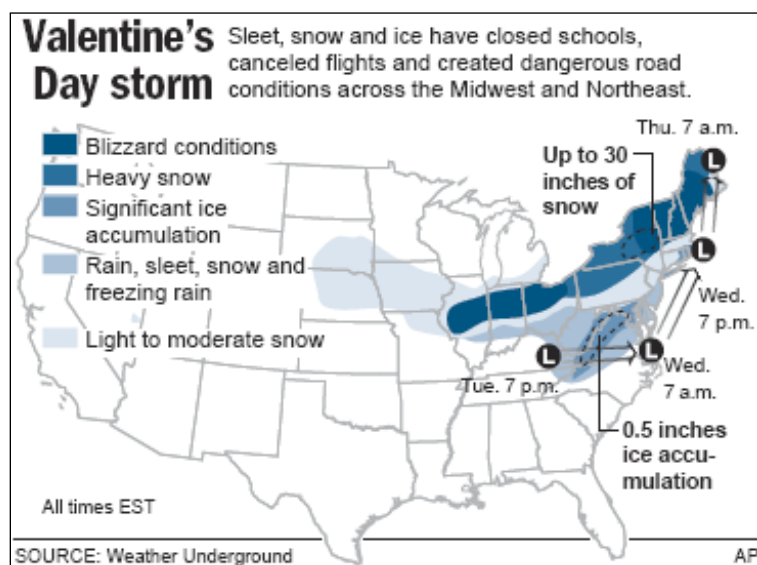 Valentine's
Day storm
Sleet, snow and ice have closed schools,
canceled flights and created dangerous road
conditions across the Midwest and Northeast.
Blizzard conditions
Heavy snow
Significant ice
accumulation
Rain, sleet, snow and
freezing rain
Light to moderate snow
Up to 30
inches of
snow
Thu. 7 a.m.
L
L
Wed.
7 p.m.
L
Tue. 7 p.m.
L
Wed.
7 a.m.
0.5 inches
ice accu-
mulation
All times EST
SOURCE: Weather Underground
AP